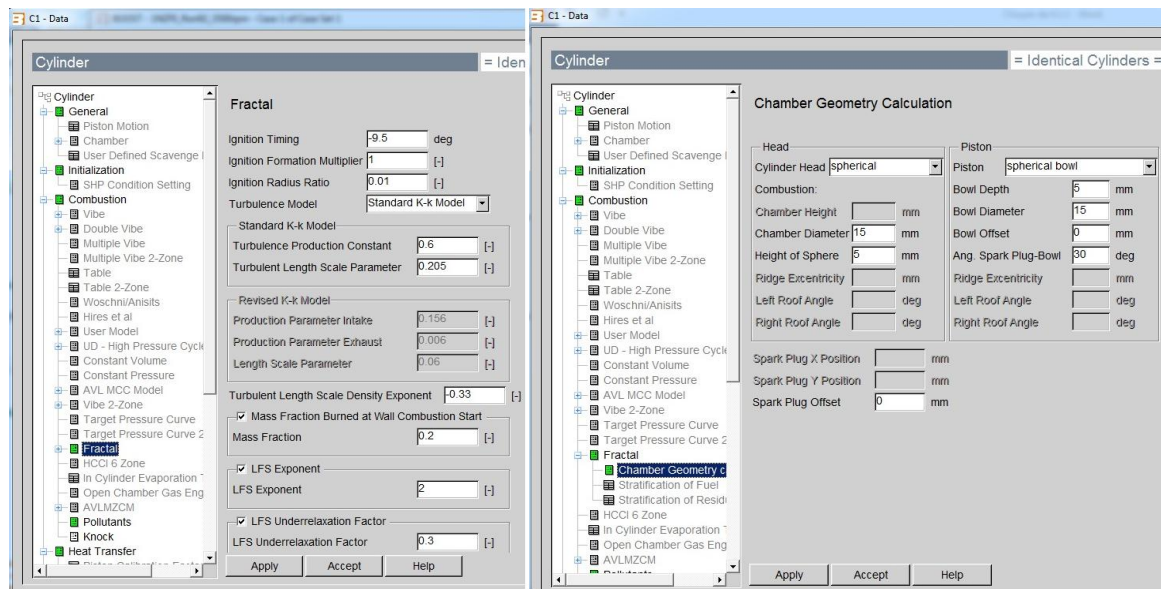 C1 - Data
Cylinder
= Iden
Cylinder
General
Piston Motion
Chamber
User Defined Scavenge
Initialization
SHP Condition Setting
Combustion
Vibe
Double Vibe
Multiple Vibe
Multiple Vibe 2-Zone
Table
Table 2-Zone
Woschni/Anisits
Hires et al
User Model
UD - High Pressure Cycle
Constant Volume
Constant Pressure
AVL MCC Model
Vibe 2-Zone
Target Pressure Curve
Target Pressure Curve 2
Fractal
HCCI 6 Zone
In Cylinder Evaporation
Open Chamber Gas Eng
AVLMZCM
Pollutants
Knock
Heat Transfer
Fractal
Ignition Timing -9.5 deg
Ignition Formation Multiplier 1 [-]
Ignition Radius Ratio 0.01 [-]
Turbulence Model Standard K-k Model
Standard K-k Model
Turbulence Production Constant 0.6 [-]
Turbulent Length Scale Parameter 0.205 [-]
Revised K-k Model
Production Parameter Intake 0.156 [-]
Production Parameter Exhaust 0.006 [-]
Length Scale Parameter 0.06 [-]
Turbulent Length Scale Density Exponent -0.33 [-]
Mass Fraction Burned at Wall Combustion Start
Mass Fraction 0.2 [-]
LFS Exponent
LFS Exponent 2 [-]
LFS Underrelaxation Factor
LFS Underrelaxation Factor 0.3 [-]
Apply Accept Help
C1 - Data
Cylinder
= Identical Cylinders =
Cylinder
General
Piston Motion
Chamber
User Defined Scavenge
Initialization
SHP Condition Setting
Combustion
Vibe
Double Vibe
Multiple Vibe
Multiple Vibe 2-Zone
Table
Table 2-Zone
Woschni/Anisits
Hires et al
User Model
UD - High Pressure Cycle
Constant Volume
Constant Pressure
AVL MCC Model
Vibe 2-Zone
Target Pressure Curve
Target Pressure Curve 2
Fractal
Chamber Geometry c
Stratification of Fuel
Stratification of Resid
HCCI 6 Zone
In Cylinder Evaporation
Open Chamber Gas Eng
AVLMZCM
Chamber Geometry Calculation
Head
Cylinder Head spherical
Combustion:
Chamber Height mm
Chamber Diameter 15 mm
Height of Sphere 5 mm
Ridge Excentricity mm
Left Roof Angle deg
Right Roof Angle deg
Piston
Piston spherical bowl
Bowl Depth 5 mm
Bowl Diameter 15 mm
Bowl Offset 0 mm
Ang. Spark Plug-Bowl 30 deg
Ridge Excentricity mm
Left Roof Angle deg
Right Roof Angle deg
Spark Plug X Position mm
Spark Plug Y Position mm
Spark Plug Offset 0 mm
Apply Accept Help